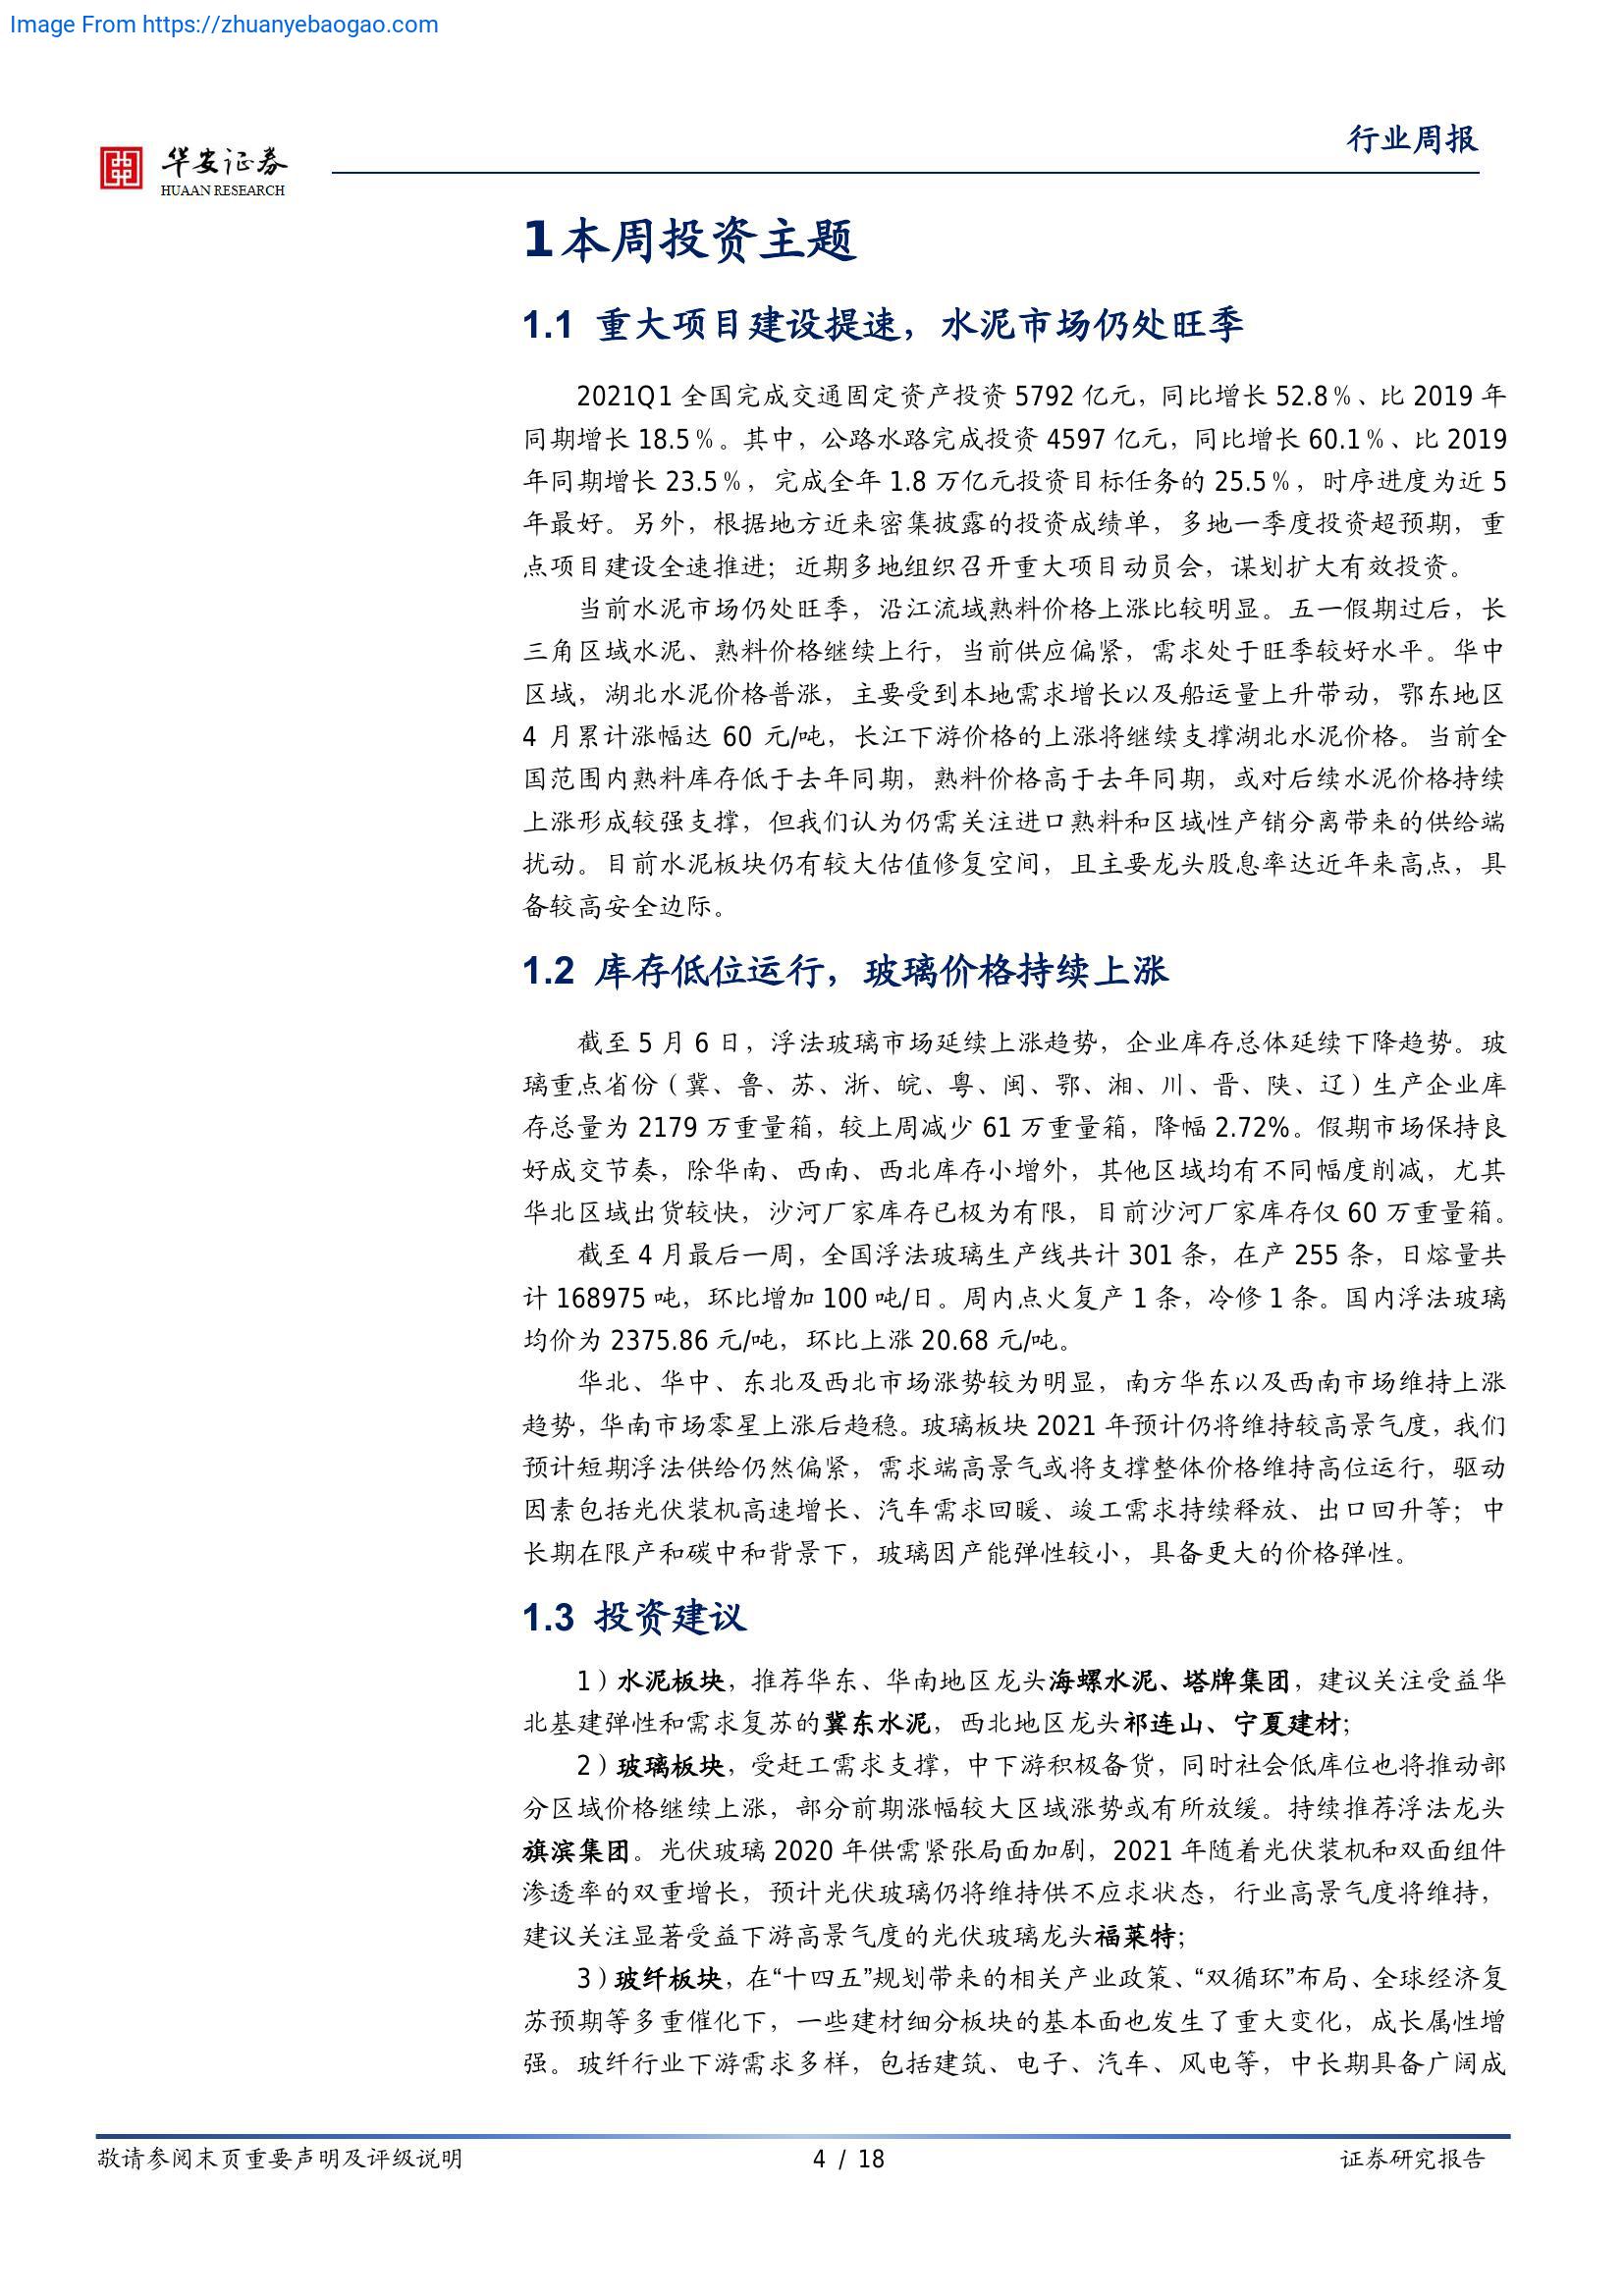 Image From https://zhuanyebaogao.com
行业周报
华安证券
HUAAN RESEARCH
1本周投资主题
1.1 重大项目建设提速，水泥市场仍处旺季
2021Q1 全国完成交通固定资产投资 5792 亿元，同比增长 52.8％、比 2019 年
同期增长 18.5％。其中，公路水路完成投资 4597 亿元，同比增长 60.1％、比 2019
年同期增长 23.5％，完成全年 1.8 万亿元投资目标任务的 25.5％，时序进度为近 5
年最好。另外，根据地方近来密集披露的投资成绩单，多地一季度投资超预期，重
点项目建设全速推进；近期多地组织召开重大项目动员会，谋划扩大有效投资。
当前水泥市场仍处旺季，沿江流域熟料价格上涨比较明显。五一假期过后，长
三角区域水泥、熟料价格继续上行，当前供应偏紧，需求处于旺季较好水平。华中
区域，湖北水泥价格普涨，主要受到本地需求增长以及船运量上升带动，鄂东地区
4 月累计涨幅达 60 元/吨，长江下游价格的上涨将继续支撑湖北水泥价格。当前全
国范围内熟料库存低于去年同期，熟料价格高于去年同期，或对后续水泥价格持续
上涨形成较强支撑，但我们认为仍需关注进口熟料和区域性产销分离带来的供给端
扰动。目前水泥板块仍有较大估值修复空间，且主要龙头股息率达近年来高点，具
备较高安全边际。
1.2 库存低位运行，玻璃价格持续上涨
截至 5 月 6 日，浮法玻璃市场延续上涨趋势，企业库存总体延续下降趋势。玻
璃重点省份（冀、鲁、苏、浙、皖、粤、闽、鄂、湘、川、晋、陕、辽）生产企业库
存总量为 2179 万重量箱，较上周减少 61 万重量箱，降幅 2.72%。假期市场保持良
好成交节奏，除华南、西南、西北库存小增外，其他区域均有不同幅度削减，尤其
华北区域出货较快，沙河厂家库存已极为有限，目前沙河厂家库存仅 60 万重量箱。
截至 4 月最后一周，全国浮法玻璃生产线共计 301 条，在产 255 条，日熔量共
计 168975 吨，环比增加 100 吨/日。周内点火复产 1 条，冷修 1 条。国内浮法玻璃
均价为 2375.86 元/吨，环比上涨 20.68 元/吨。
华北、华中、东北及西北市场涨势较为明显，南方华东以及西南市场维持上涨
趋势，华南市场零星上涨后趋稳。玻璃板块 2021 年预计仍将维持较高景气度，我们
预计短期浮法供给仍然偏紧，需求端高景气或将支撑整体价格维持高位运行，驱动
因素包括光伏装机高速增长、汽车需求回暖、竣工需求持续释放、出口回升等；中
长期在限产和碳中和背景下，玻璃因产能弹性较小，具备更大的价格弹性。
1.3 投资建议
1）水泥板块，推荐华东、华南地区龙头海螺水泥、塔牌集团，建议关注受益华
北基建弹性和需求复苏的冀东水泥，西北地区龙头祁连山、宁夏建材；
2）玻璃板块，受赶工需求支撑，中下游积极备货，同时社会低库位也将推动部
分区域价格继续上涨，部分前期涨幅较大区域涨势或有所放缓。持续推荐浮法龙头
旗滨集团。光伏玻璃 2020 年供需紧张局面加剧，2021 年随着光伏装机和双面组件
渗透率的双重增长，预计光伏玻璃仍将维持供不应求状态，行业高景气度将维持，
建议关注显著受益下游高景气度的光伏玻璃龙头福莱特；
3）玻纤板块，在“十四五”规划带来的相关产业政策、“双循环”布局、全球经济复
苏预期等多重催化下，一些建材细分板块的基本面也发生了重大变化，成长属性增
强。玻纤行业下游需求多样，包括建筑、电子、汽车、风电等，中长期具备广阔成
敬请参阅末页重要声明及评级说明
4 / 18
证券研究报告